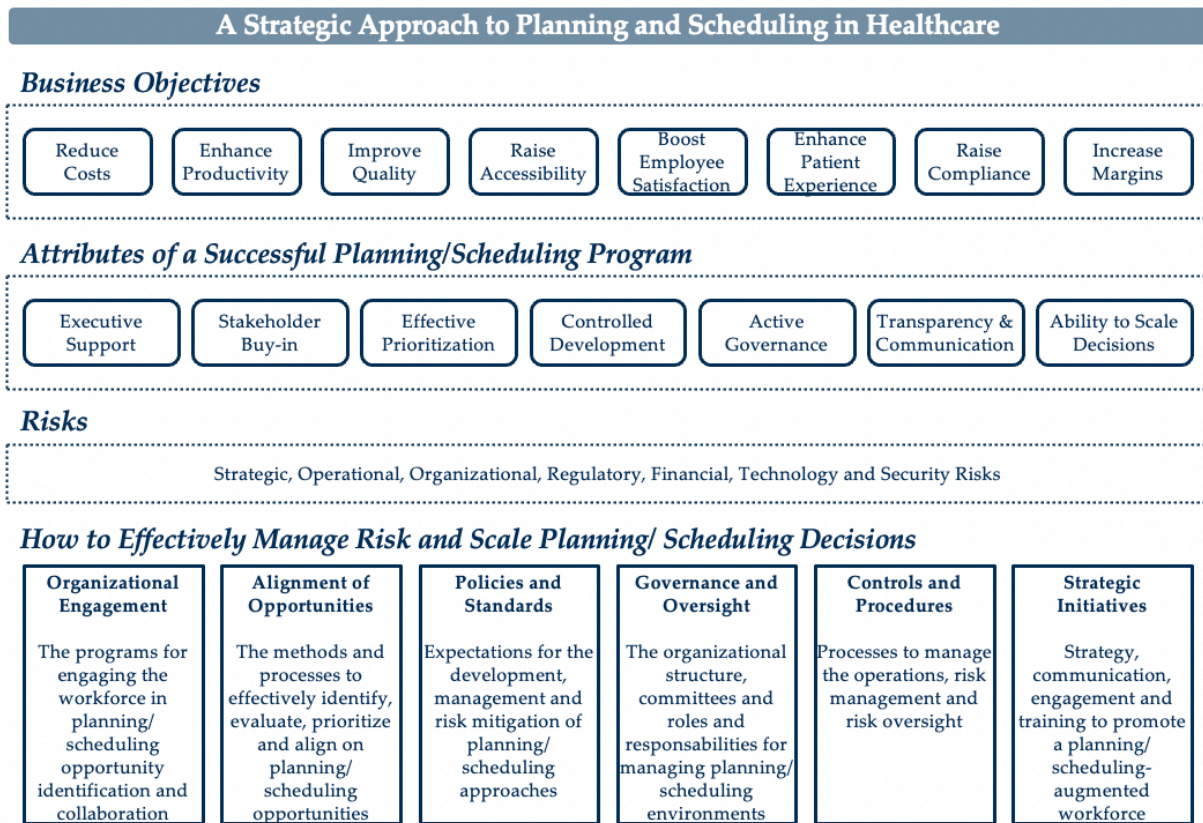 A Strategic Approach to Planning and Scheduling in Healthcare
Business Objectives
Reduce
Costs
Enhance
Productivity
Improve
Quality
Raise
Accessibility
Boost
Employee
Satisfaction
Enhance
Patient
Experience
Raise
Compliance
Increase
Margins
Attributes of a Successful Planning/Scheduling Program
Executive
Support
Stakeholder
Buy-in
Effective
Prioritization
Controlled
Development
Active
Governance
Transparency &
Communication
Ability to Scale
Decisions
Risks
Strategic, Operational, Organizational, Regulatory, Financial, Technology and Security Risks
How to Effectively Manage Risk and Scale Planning/ Scheduling Decisions
Organizational
Engagement
The programs for
engaging the
workforce in
planning/
scheduling
opportunity
identification and
collaboration
Alignment of
Opportunities
The methods and
processes to
effectively identify,
evaluate, prioritize
and align on
planning/
scheduling
opportunities
Policies and
Standards
Expectations for the
development,
management and
risk mitigation of
planning/
scheduling
approaches
Governance and
Oversight
The organizational
structure,
committees and
roles and
responsabilities for
managing planning/
scheduling
environments
Controls and
Procedures
Processes to manage
the operations, risk
management and
risk oversight
Strategic
Initiatives
Strategy,
communication,
engagement and
training to promote
a planning/
scheduling-
augmented
workforce